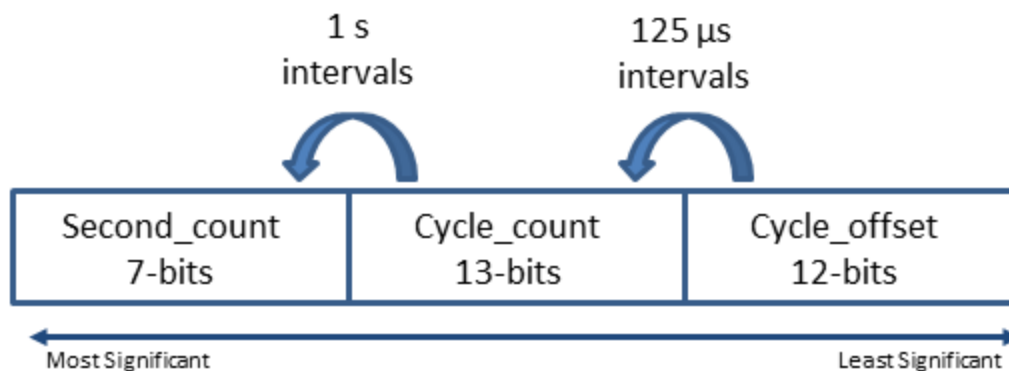 1 s
intervals
125 µs
intervals
Second_count
7-bits
Cycle_count
13-bits
Cycle_offset
12-bits
Most Significant
Least Significant